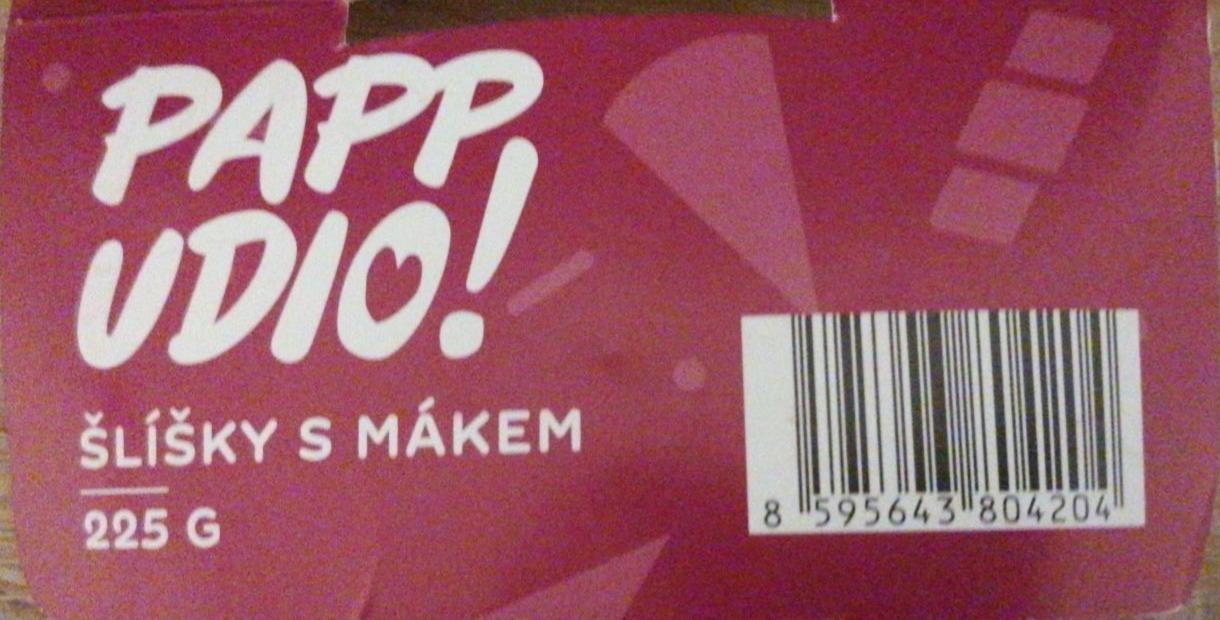 PAPP
UDIO!
ŠLÍŠKY S MÁKEM
225 G
8 595643 804204